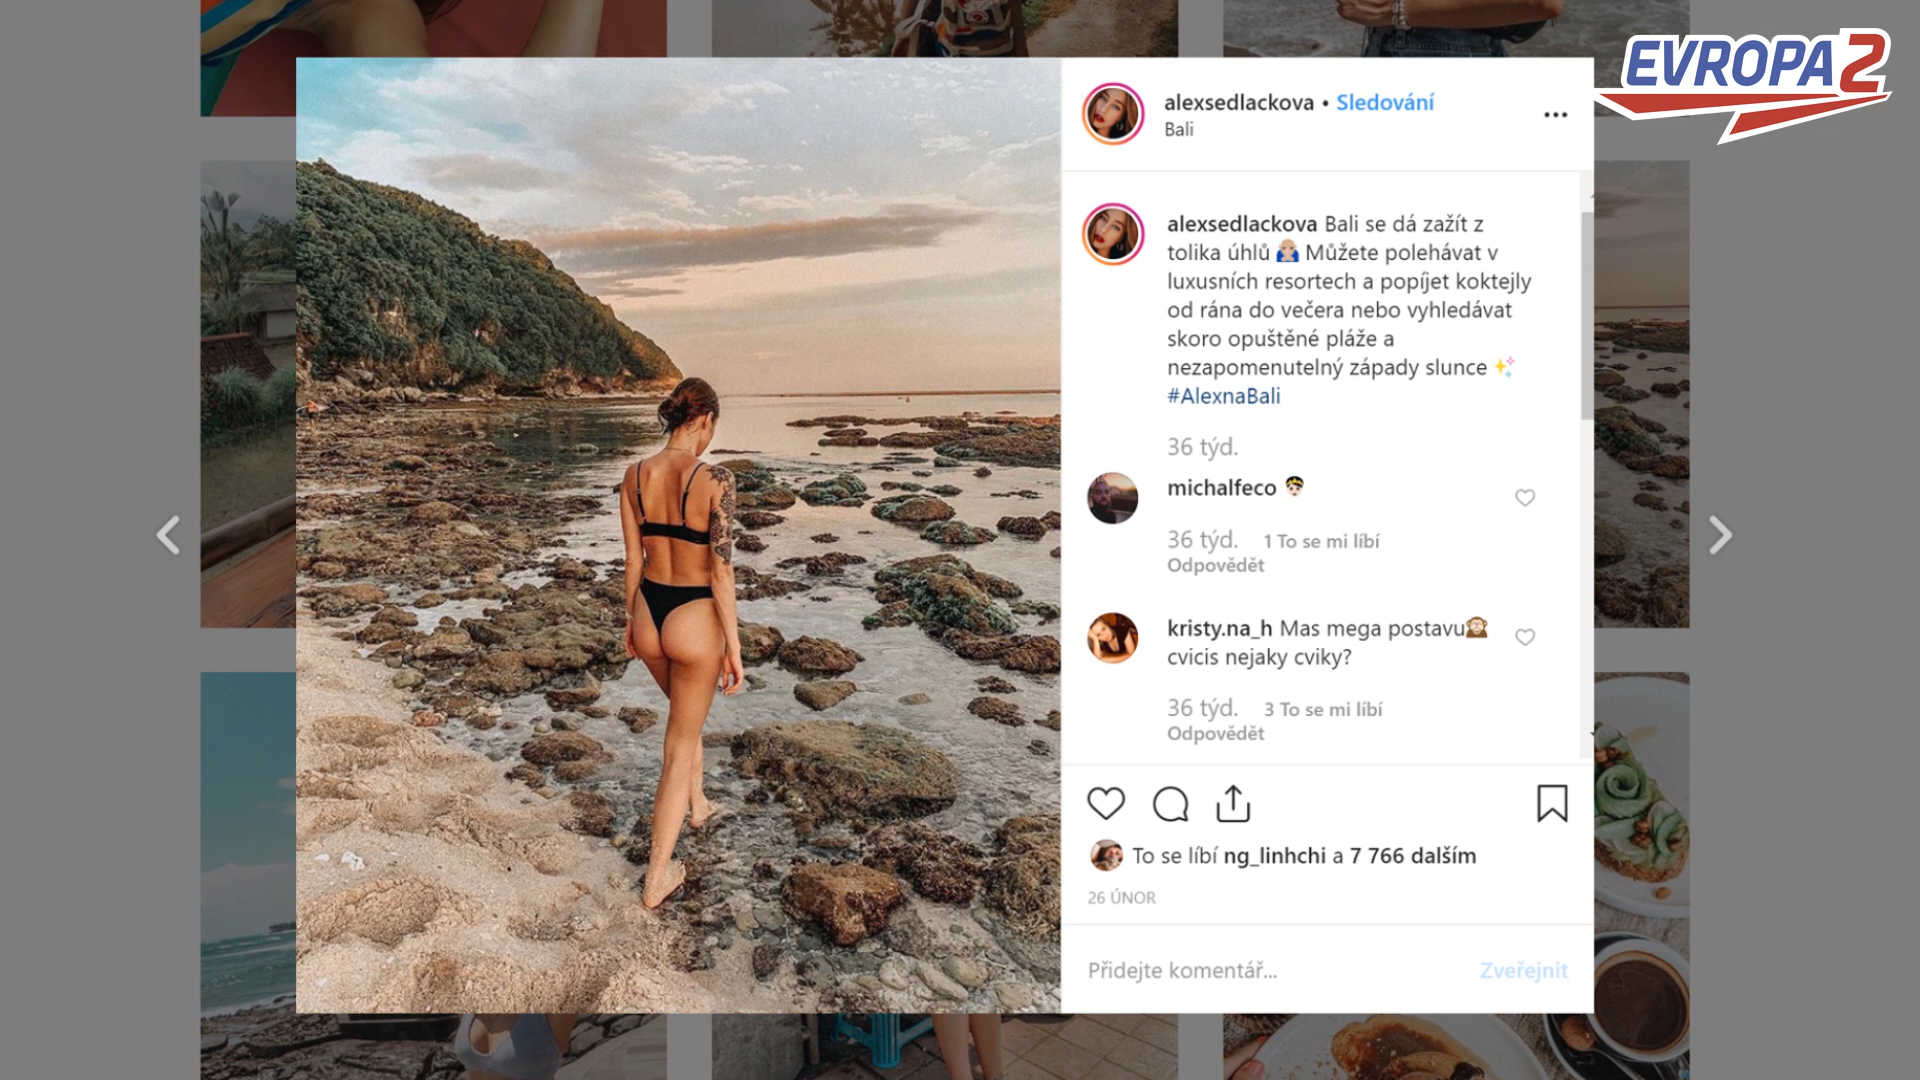 EVROPA 2
alexsedlackova • Sledování
Bali
alexsedlackova Bali se dá zažít z
tolika úhlů Můžete polehávat v
luxusních resortech a popíjet koktejly
od rána do večera nebo vyhledávat
skoro opuštěné pláže a
nezapomenutelný západy slunce ✨
#AlexnaBali
36 týd.
michalfeco
36 týd. 1 To se mi líbí
Odpovědět
kristy.na_h Mas mega postavu🙈
cvicis nejaky cviky?
36 týd. 3 To se mi líbí
Odpovědět
To se líbí ng_linhchi a 7 766 dalším
26 ÚNOR
Přidejte komentář...
Zveřejnit